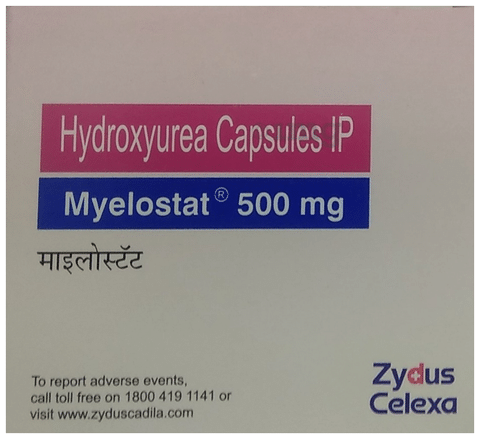 Hydroxyurea Capsules IP
Myelostat® 500 mg
माइलोस्टॅट
To report adverse events,
call toll free on 1800 419 1141 or
visit www.zyduscadila.com
Zydus
Celexa